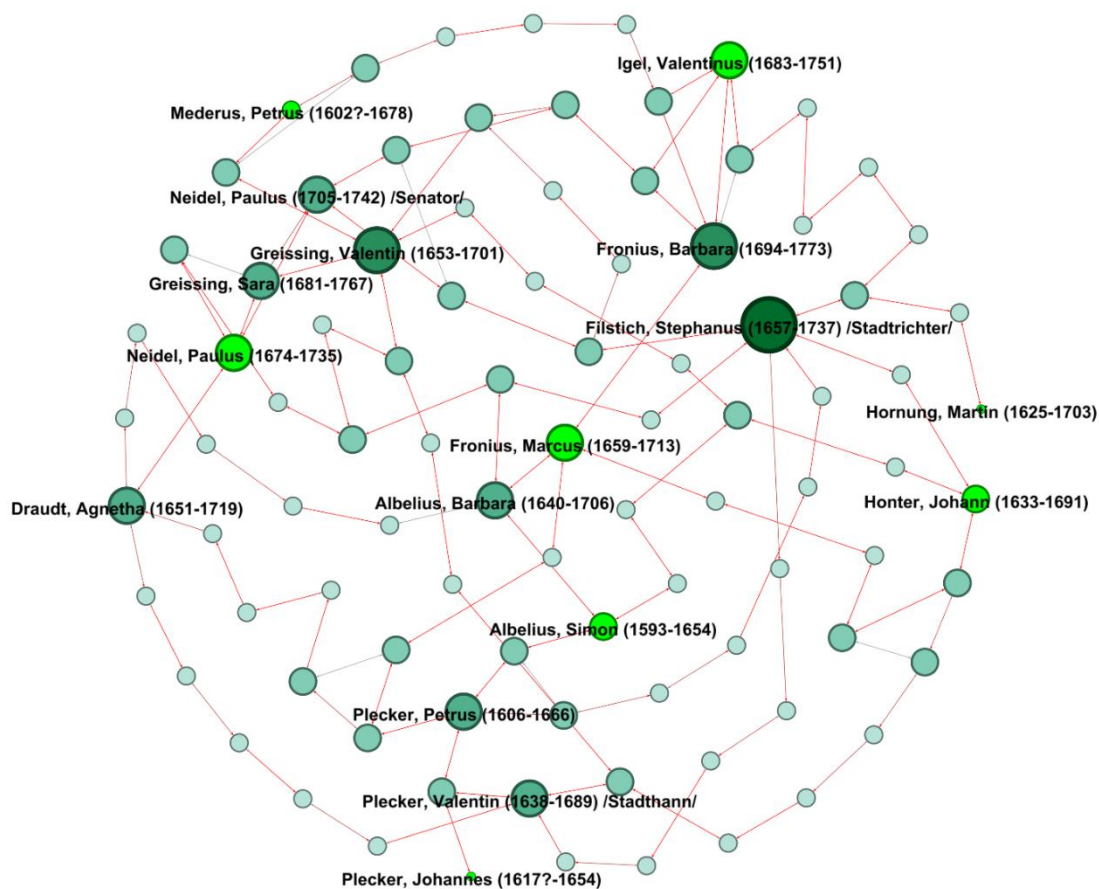 Igel, Valentinus (1683-1751)
Mederus, Petrus (1602?-1678)
Neidel, Paulus (1705-1742) /Senator/
Greissing, Valentin (1653-1701)
Fronius, Barbara (1694-1773)
Greissing, Sara (1681-1767)
Filstich, Stephanus (1657-1737) /Stadtrichter/
Neidel, Paulus (1674-1735)
Hornung, Martin (1625-1703)
Fronius, Marcus (1659-1713)
Draudt, Agnetha (1651-1719)
Albelius, Barbara (1640-1706)
Honter, Johann (1633-1691)
Albelius, Simon (1593-1654)
Plecker, Petrus (1606-1666)
Plecker, Valentin (1638-1689) /Stadthann/
Plecker, Johannes (1617?-1654)